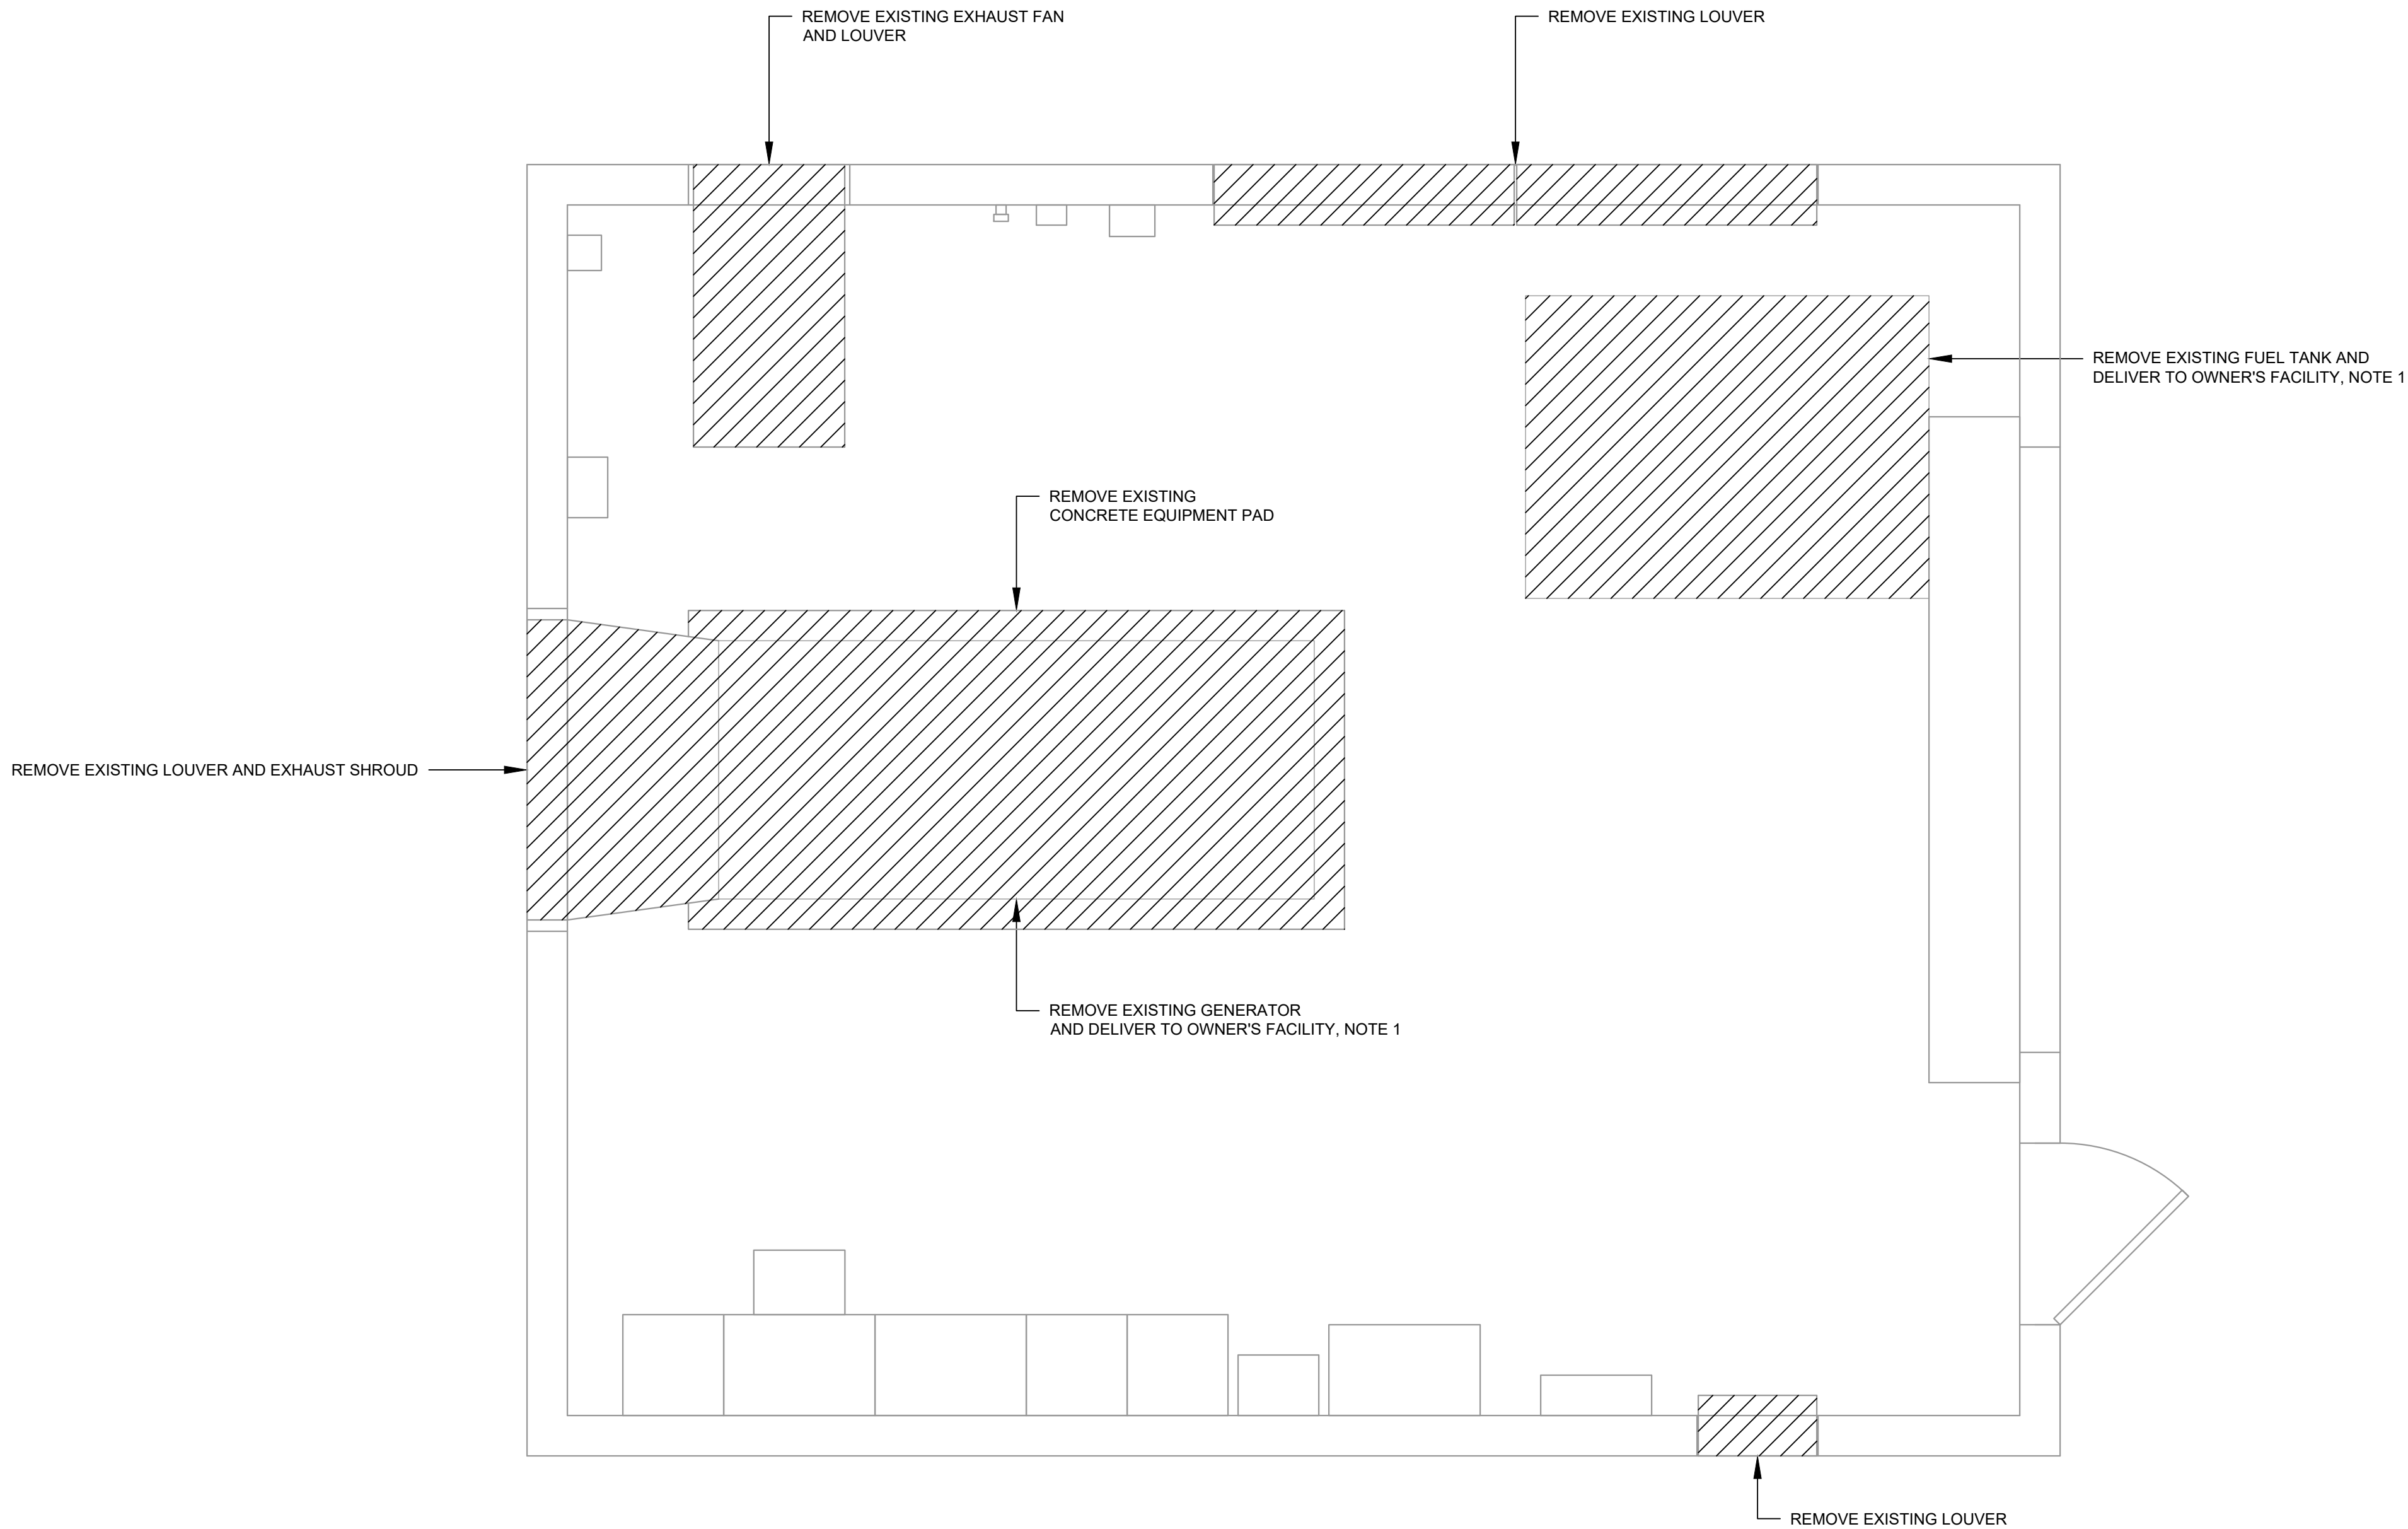 REMOVE EXISTING EXHAUST FAN
AND LOUVER
REMOVE EXISTING LOUVER
REMOVE EXISTING FUEL TANK AND
DELIVER TO OWNER'S FACILITY, NOTE 1
REMOVE EXISTING
CONCRETE EQUIPMENT PAD
REMOVE EXISTING LOUVER AND EXHAUST SHROUD
REMOVE EXISTING GENERATOR
AND DELIVER TO OWNER'S FACILITY, NOTE 1
REMOVE EXISTING LOUVER